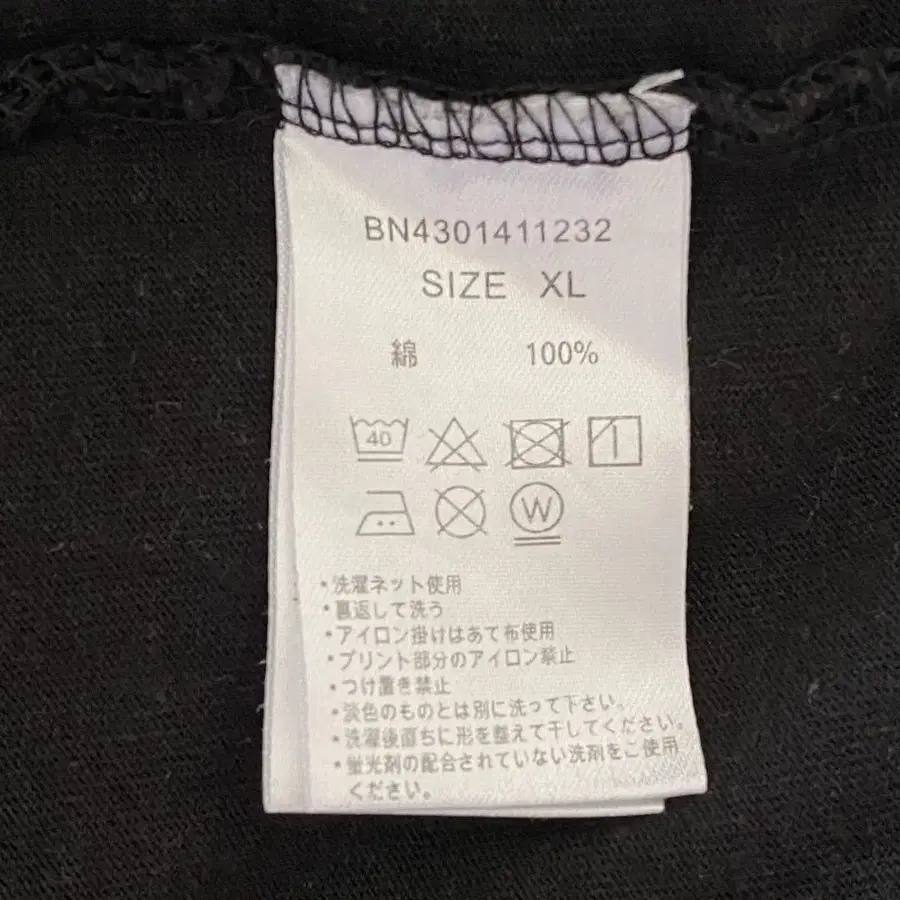 BN4301411232
SIZE XL
綿 100%
40
W
・洗濯ネット使用
・裏返して洗う
・アイロン掛けはあて布使用
・プリント部分のアイロン禁止
・つけ置き禁止
・淡色のものとは別に洗って下さい。
・洗濯後直ちに形を整えて干してください。
・蛍光剤の配合されていない洗剤をご使用
ください。